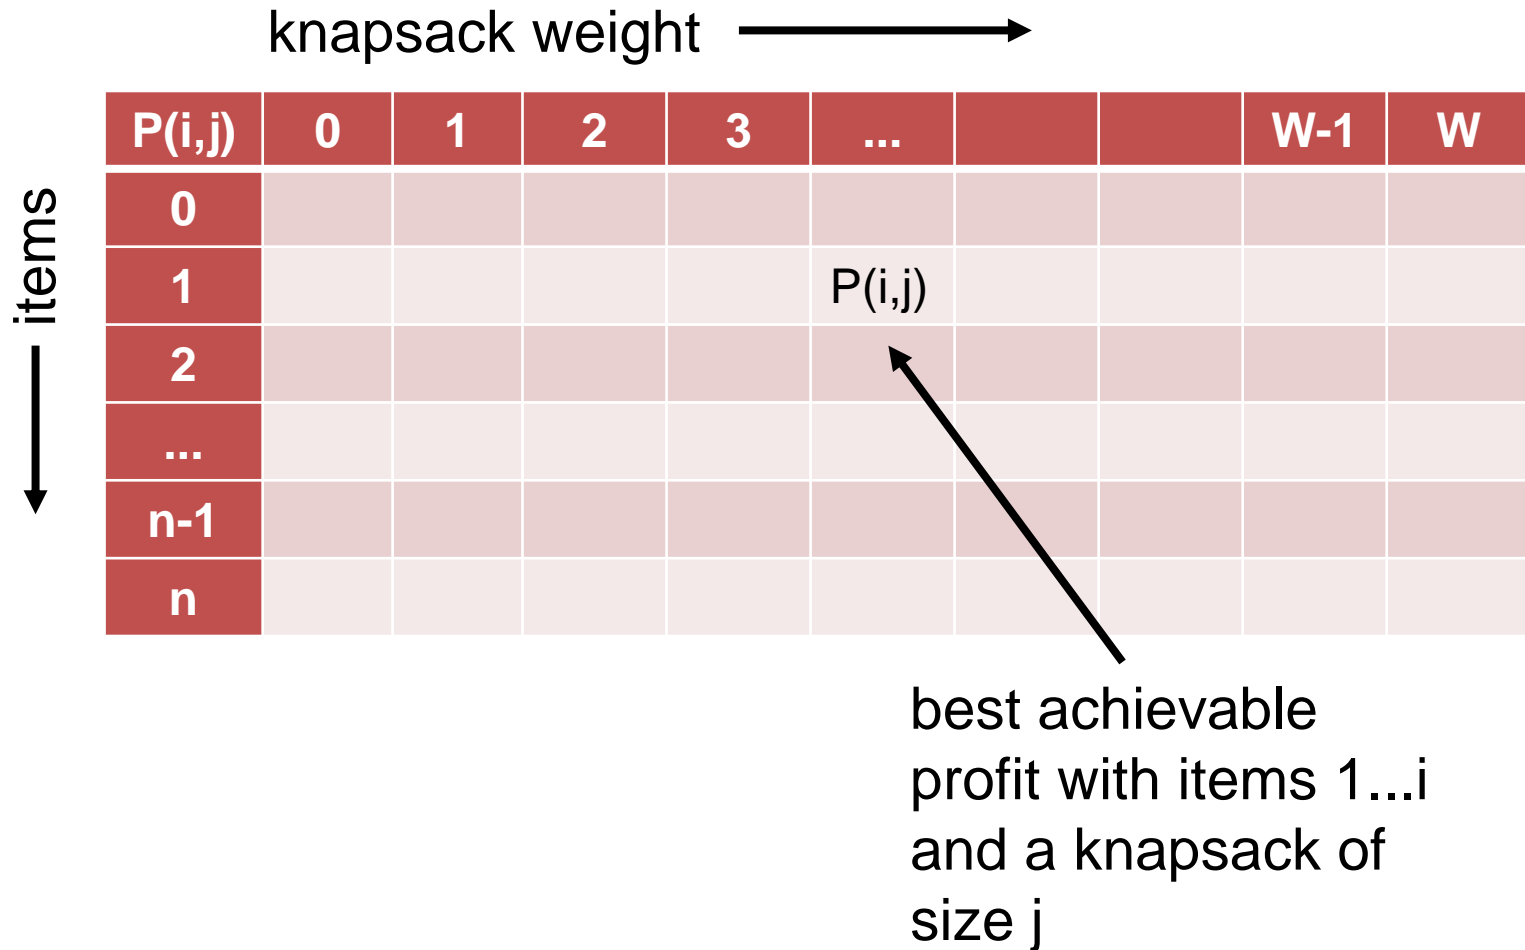 knapsack weight
P(i,j) 0 1 2 3 ... W-1 W
items
0
1 P(i,j)
2
...
n-1
n
best achievable
profit with items 1...i
and a knapsack of
size j